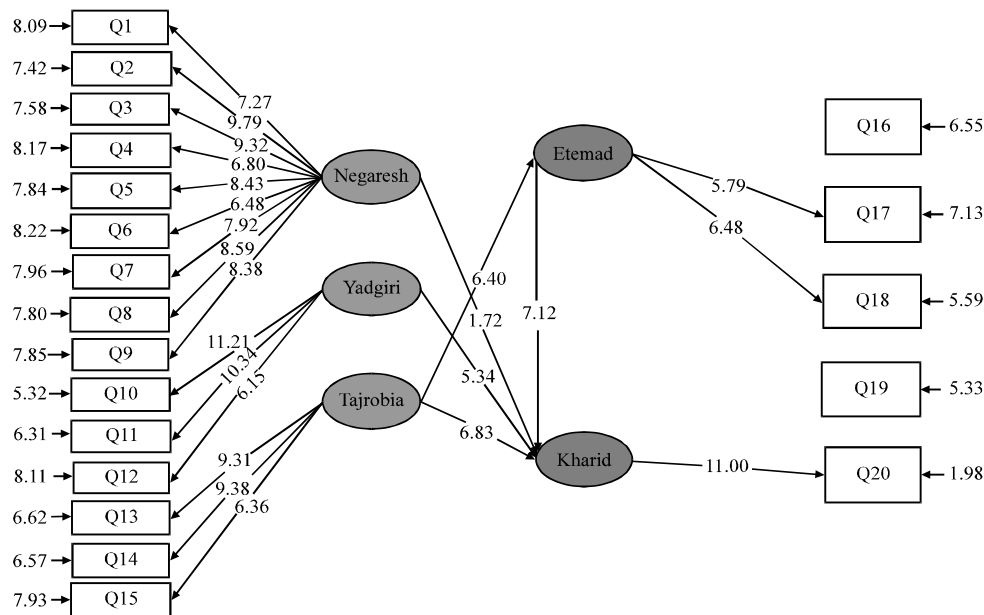 8.09 Q1
7.42 Q2
7.58 Q3
8.17 Q4
7.84 Q5
8.22 Q6
7.96 Q7
7.80 Q8
7.85 Q9
5.32 Q10
6.31 Q11
8.11 Q12
6.62 Q13
6.57 Q14
7.93 Q15
7.27
9.79
9.32
6.80
8.43
6.48
7.92
8.59
8.38
11.21
10.34
6.15
9.31
9.38
6.36
Negaresh
Yadgiri
Tajrobia
6.40
1.72
5.34
6.83
Etemad
7.12
Kharid
5.79
6.48
11.00
Q16 6.55
Q17 7.13
Q18 5.59
Q19 5.33
Q20 1.98